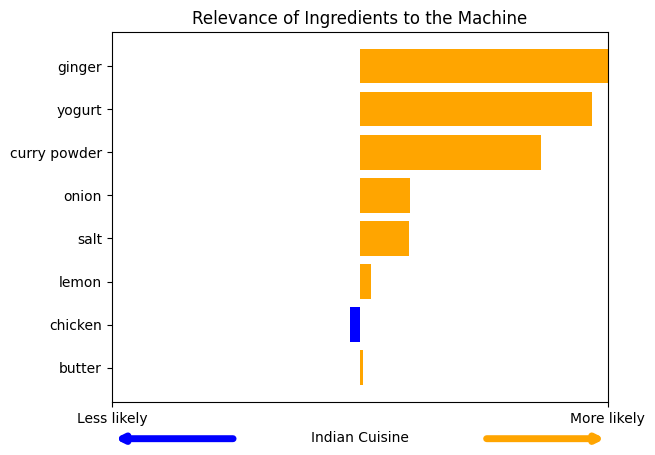 Relevance of Ingredients to the Machine
ginger
yogurt
curry powder
onion
salt
lemon
chicken
butter
Less likely More likely
Indian Cuisine